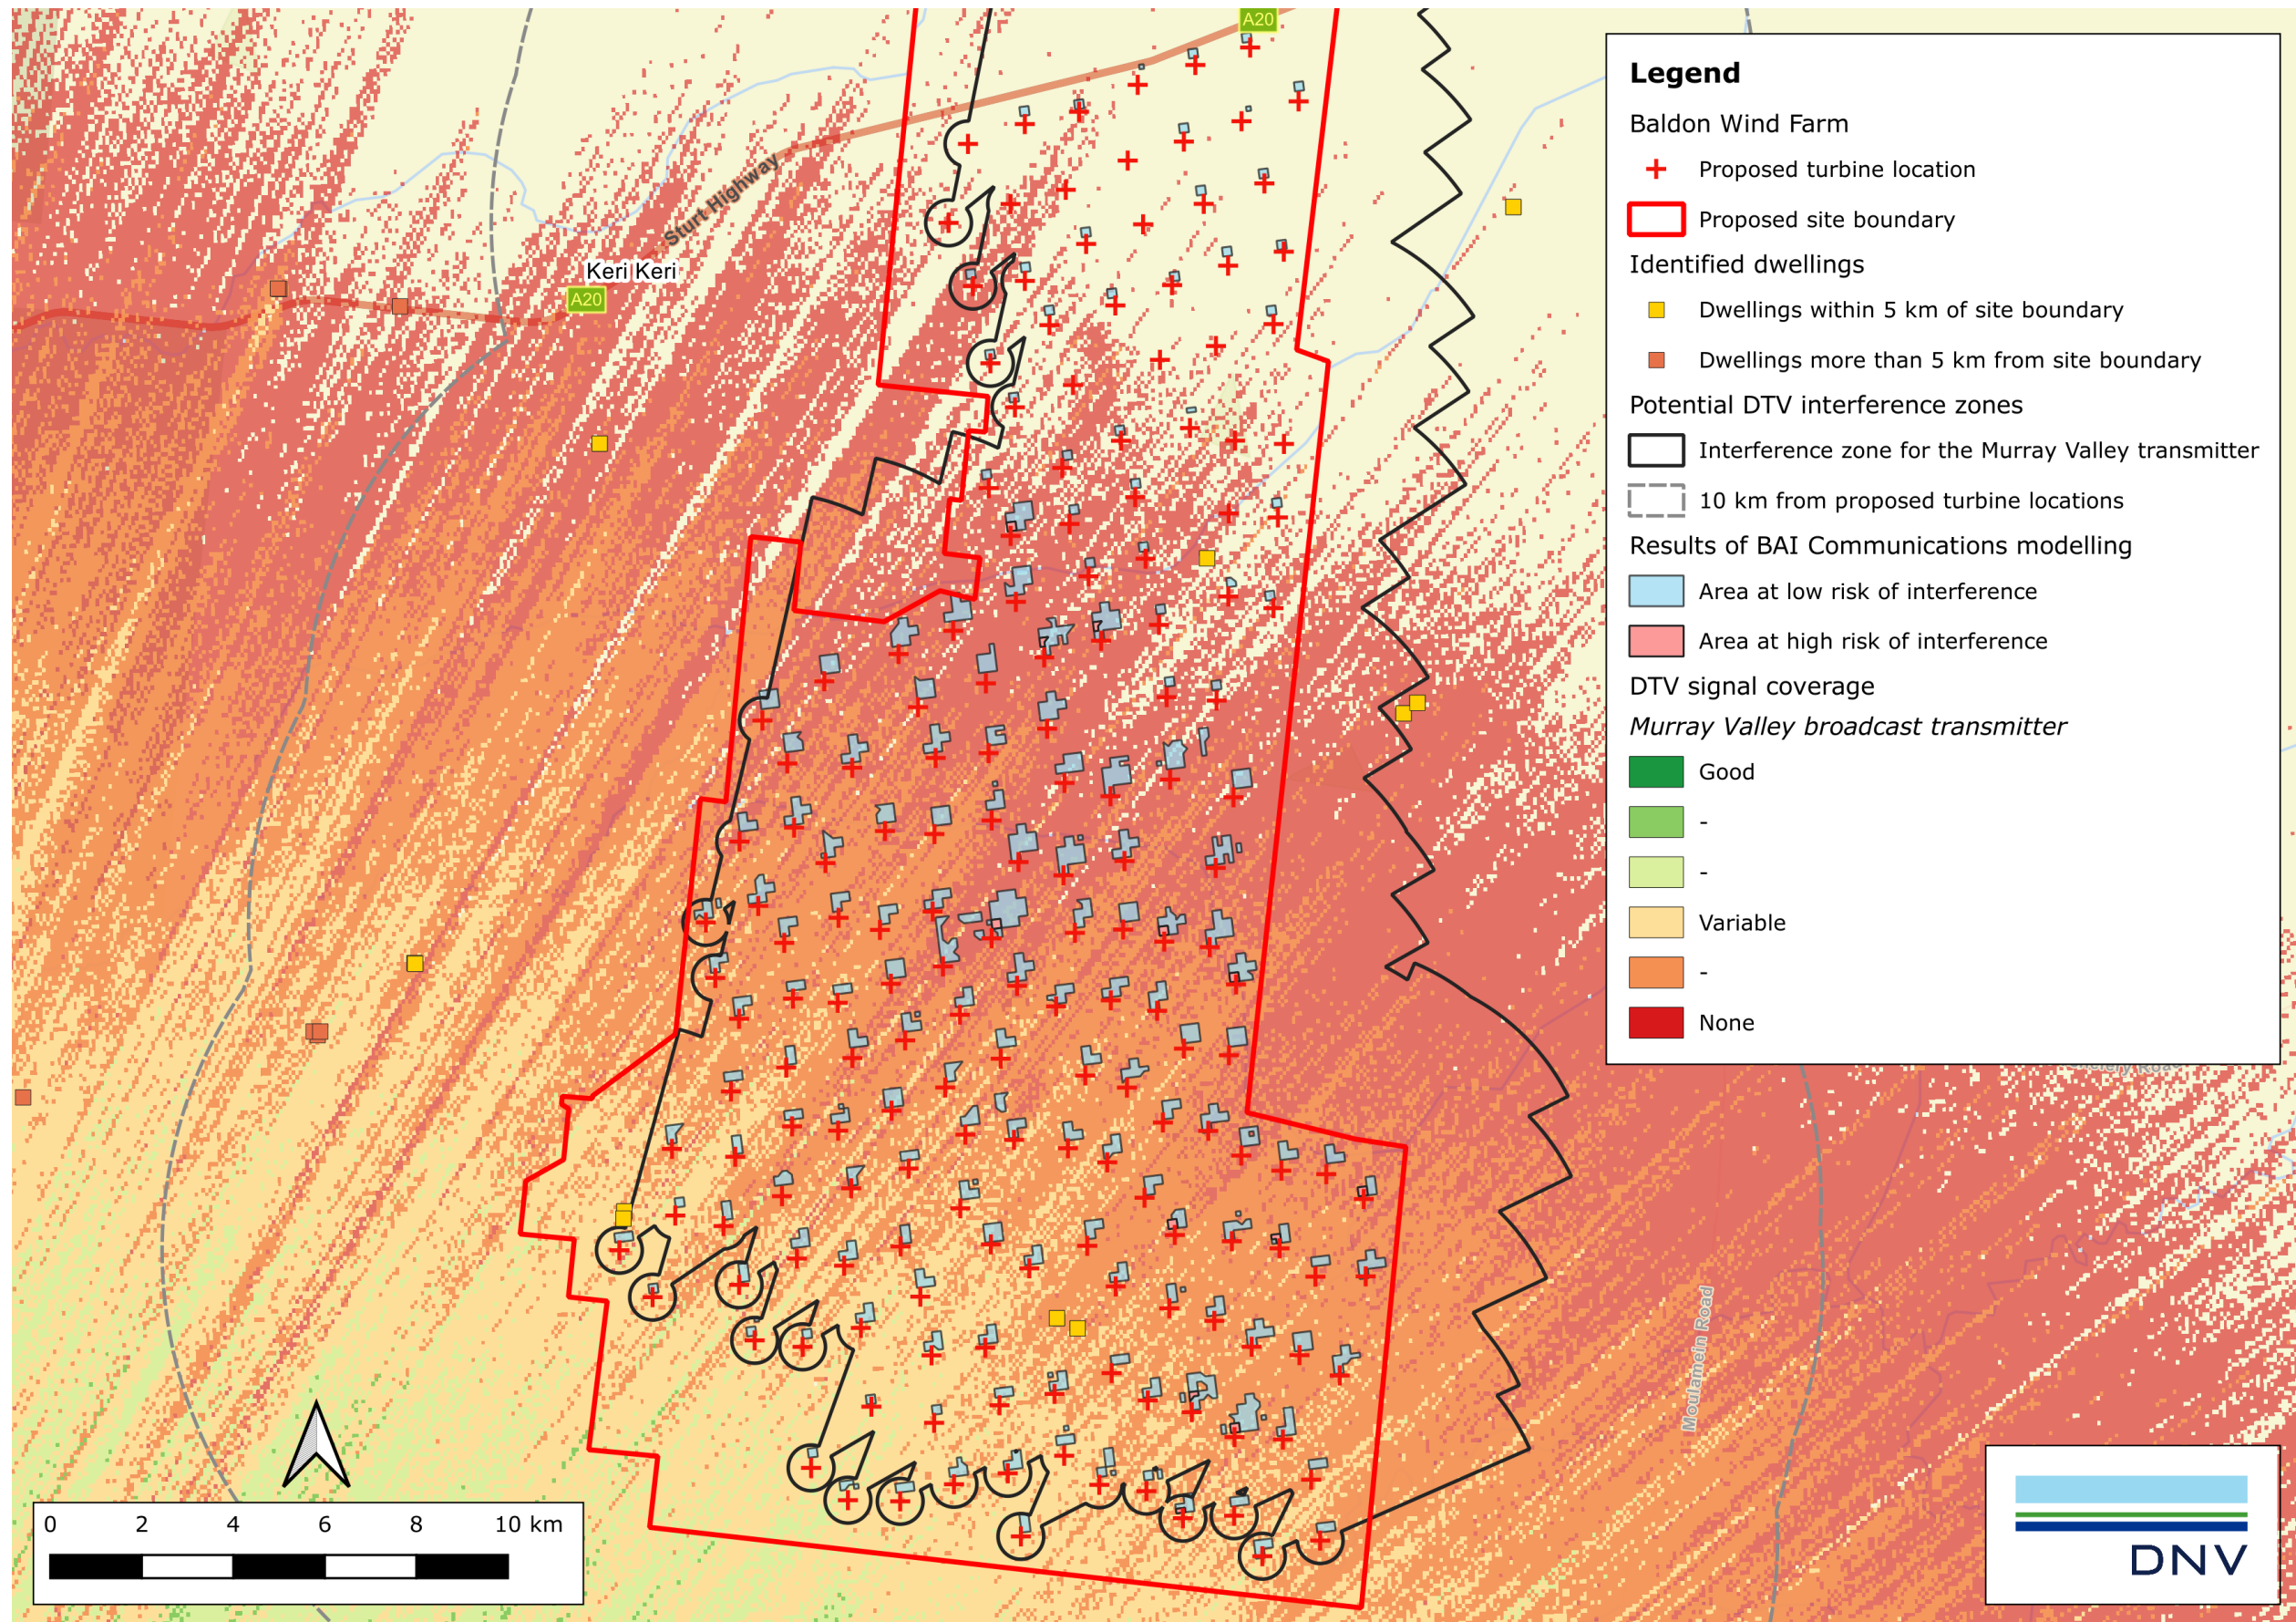 A20
Sturt Highway
Keri Keri
A20
Legend
Baldon Wind Farm
Proposed turbine location
Proposed site boundary
Identified dwellings
Dwellings within 5 km of site boundary
Dwellings more than 5 km from site boundary
Potential DTV interference zones
Interference zone for the Murray Valley transmitter
10 km from proposed turbine locations
Results of BAI Communications modelling
Area at low risk of interference
Area at high risk of interference
DTV signal coverage
Murray Valley broadcast transmitter
Good
-
-
Variable
-
None
Road
Moulamein Road
0 2 4 6 8 10 km
DNV